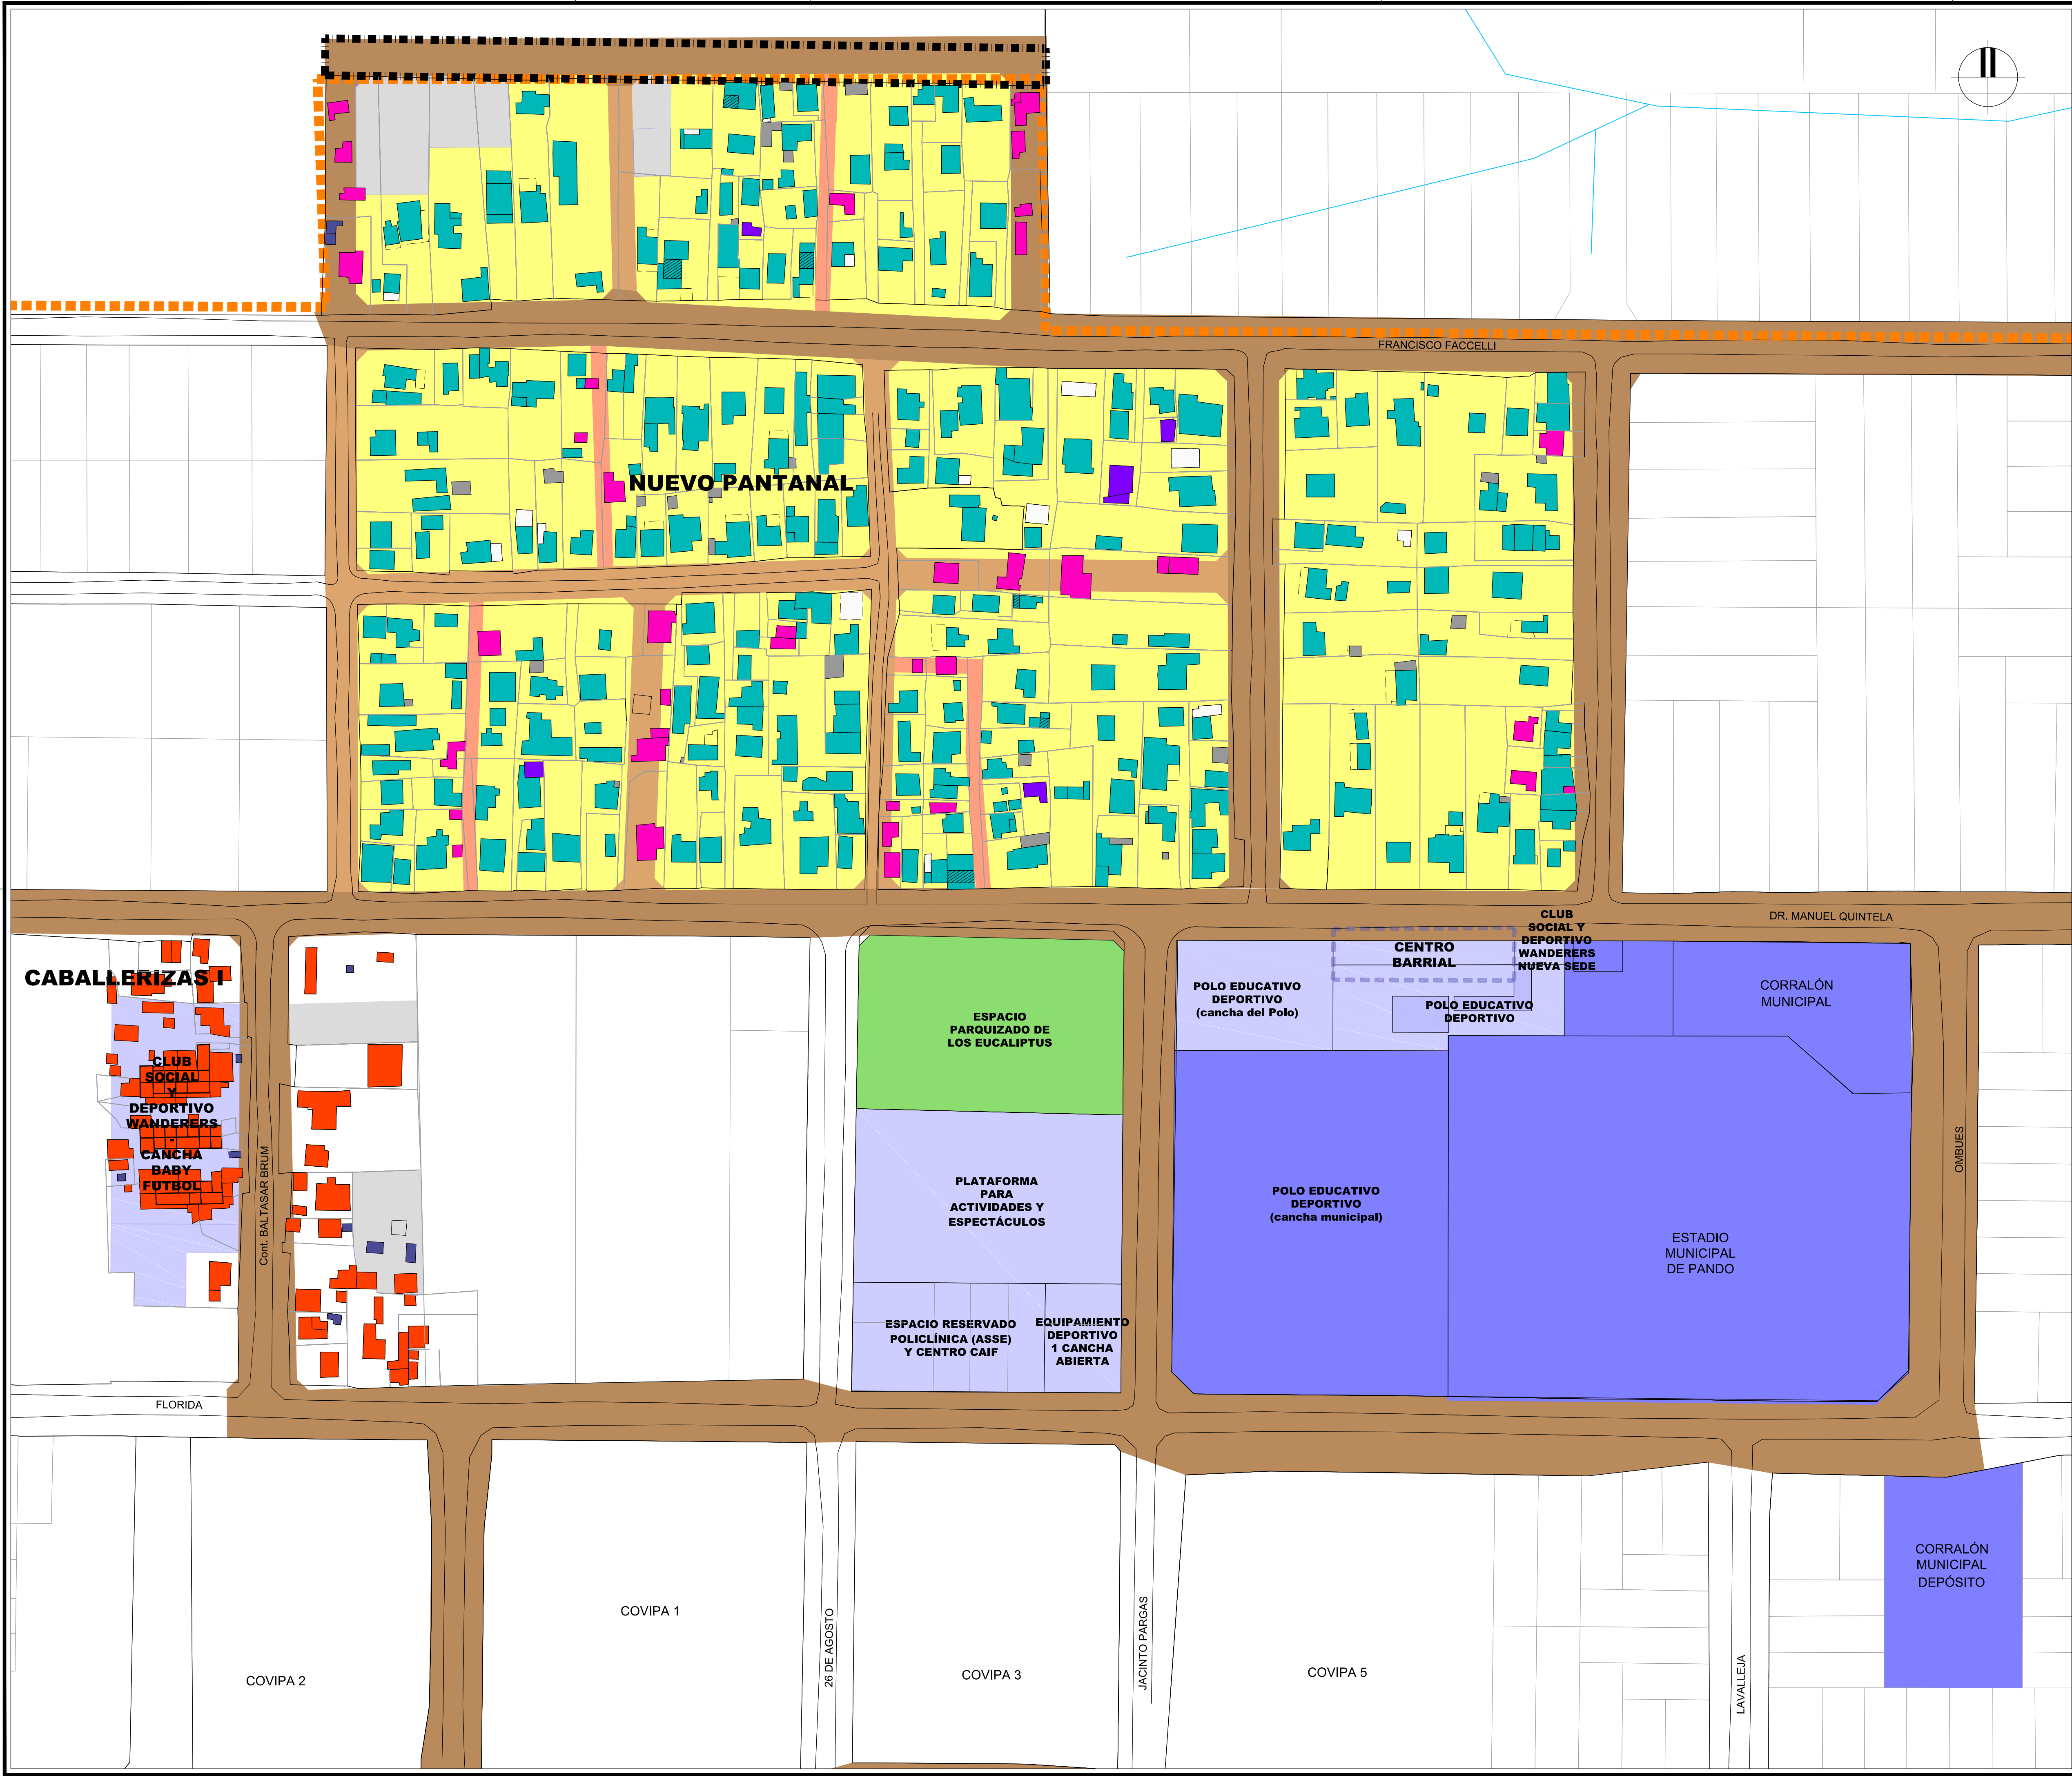 FRANCISCO FACCELLI
NUEVO PANTANAL
DR. MANUEL QUINTELA
CABALLERIZAS I
CLUB
SOCIAL
Y
DEPORTIVO
WANDERERS
-
CANCHA
BABY
FUTBOL
Cont. BALTASAR BRUM
ESPACIO
PARQUIZADO DE
LOS EUCALIPTUS
PLATAFORMA
PARA
ACTIVIDADES Y
ESPECTÁCULOS
ESPACIO RESERVADO
POLICLÍNICA (ASSE)
Y CENTRO CAIF
EQUIPAMIENTO
DEPORTIVO
1 CANCHA
ABIERTA
POLO EDUCATIVO
DEPORTIVO
(cancha del Polo)
CENTRO
BARRIAL
POLO EDUCATIVO
DEPORTIVO
CLUB
SOCIAL Y
DEPORTIVO
WANDERERS
NUEVA SEDE
CORRALÓN
MUNICIPAL
POLO EDUCATIVO
DEPORTIVO
(cancha municipal)
ESTADIO
MUNICIPAL
DE PANDO
OMBUES
FLORIDA
COVIPA 2
COVIPA 1
26 DE AGOSTO
COVIPA 3
JACINTO PARGAS
COVIPA 5
LAVALLEJA
CORRALÓN
MUNICIPAL
DEPÓSITO